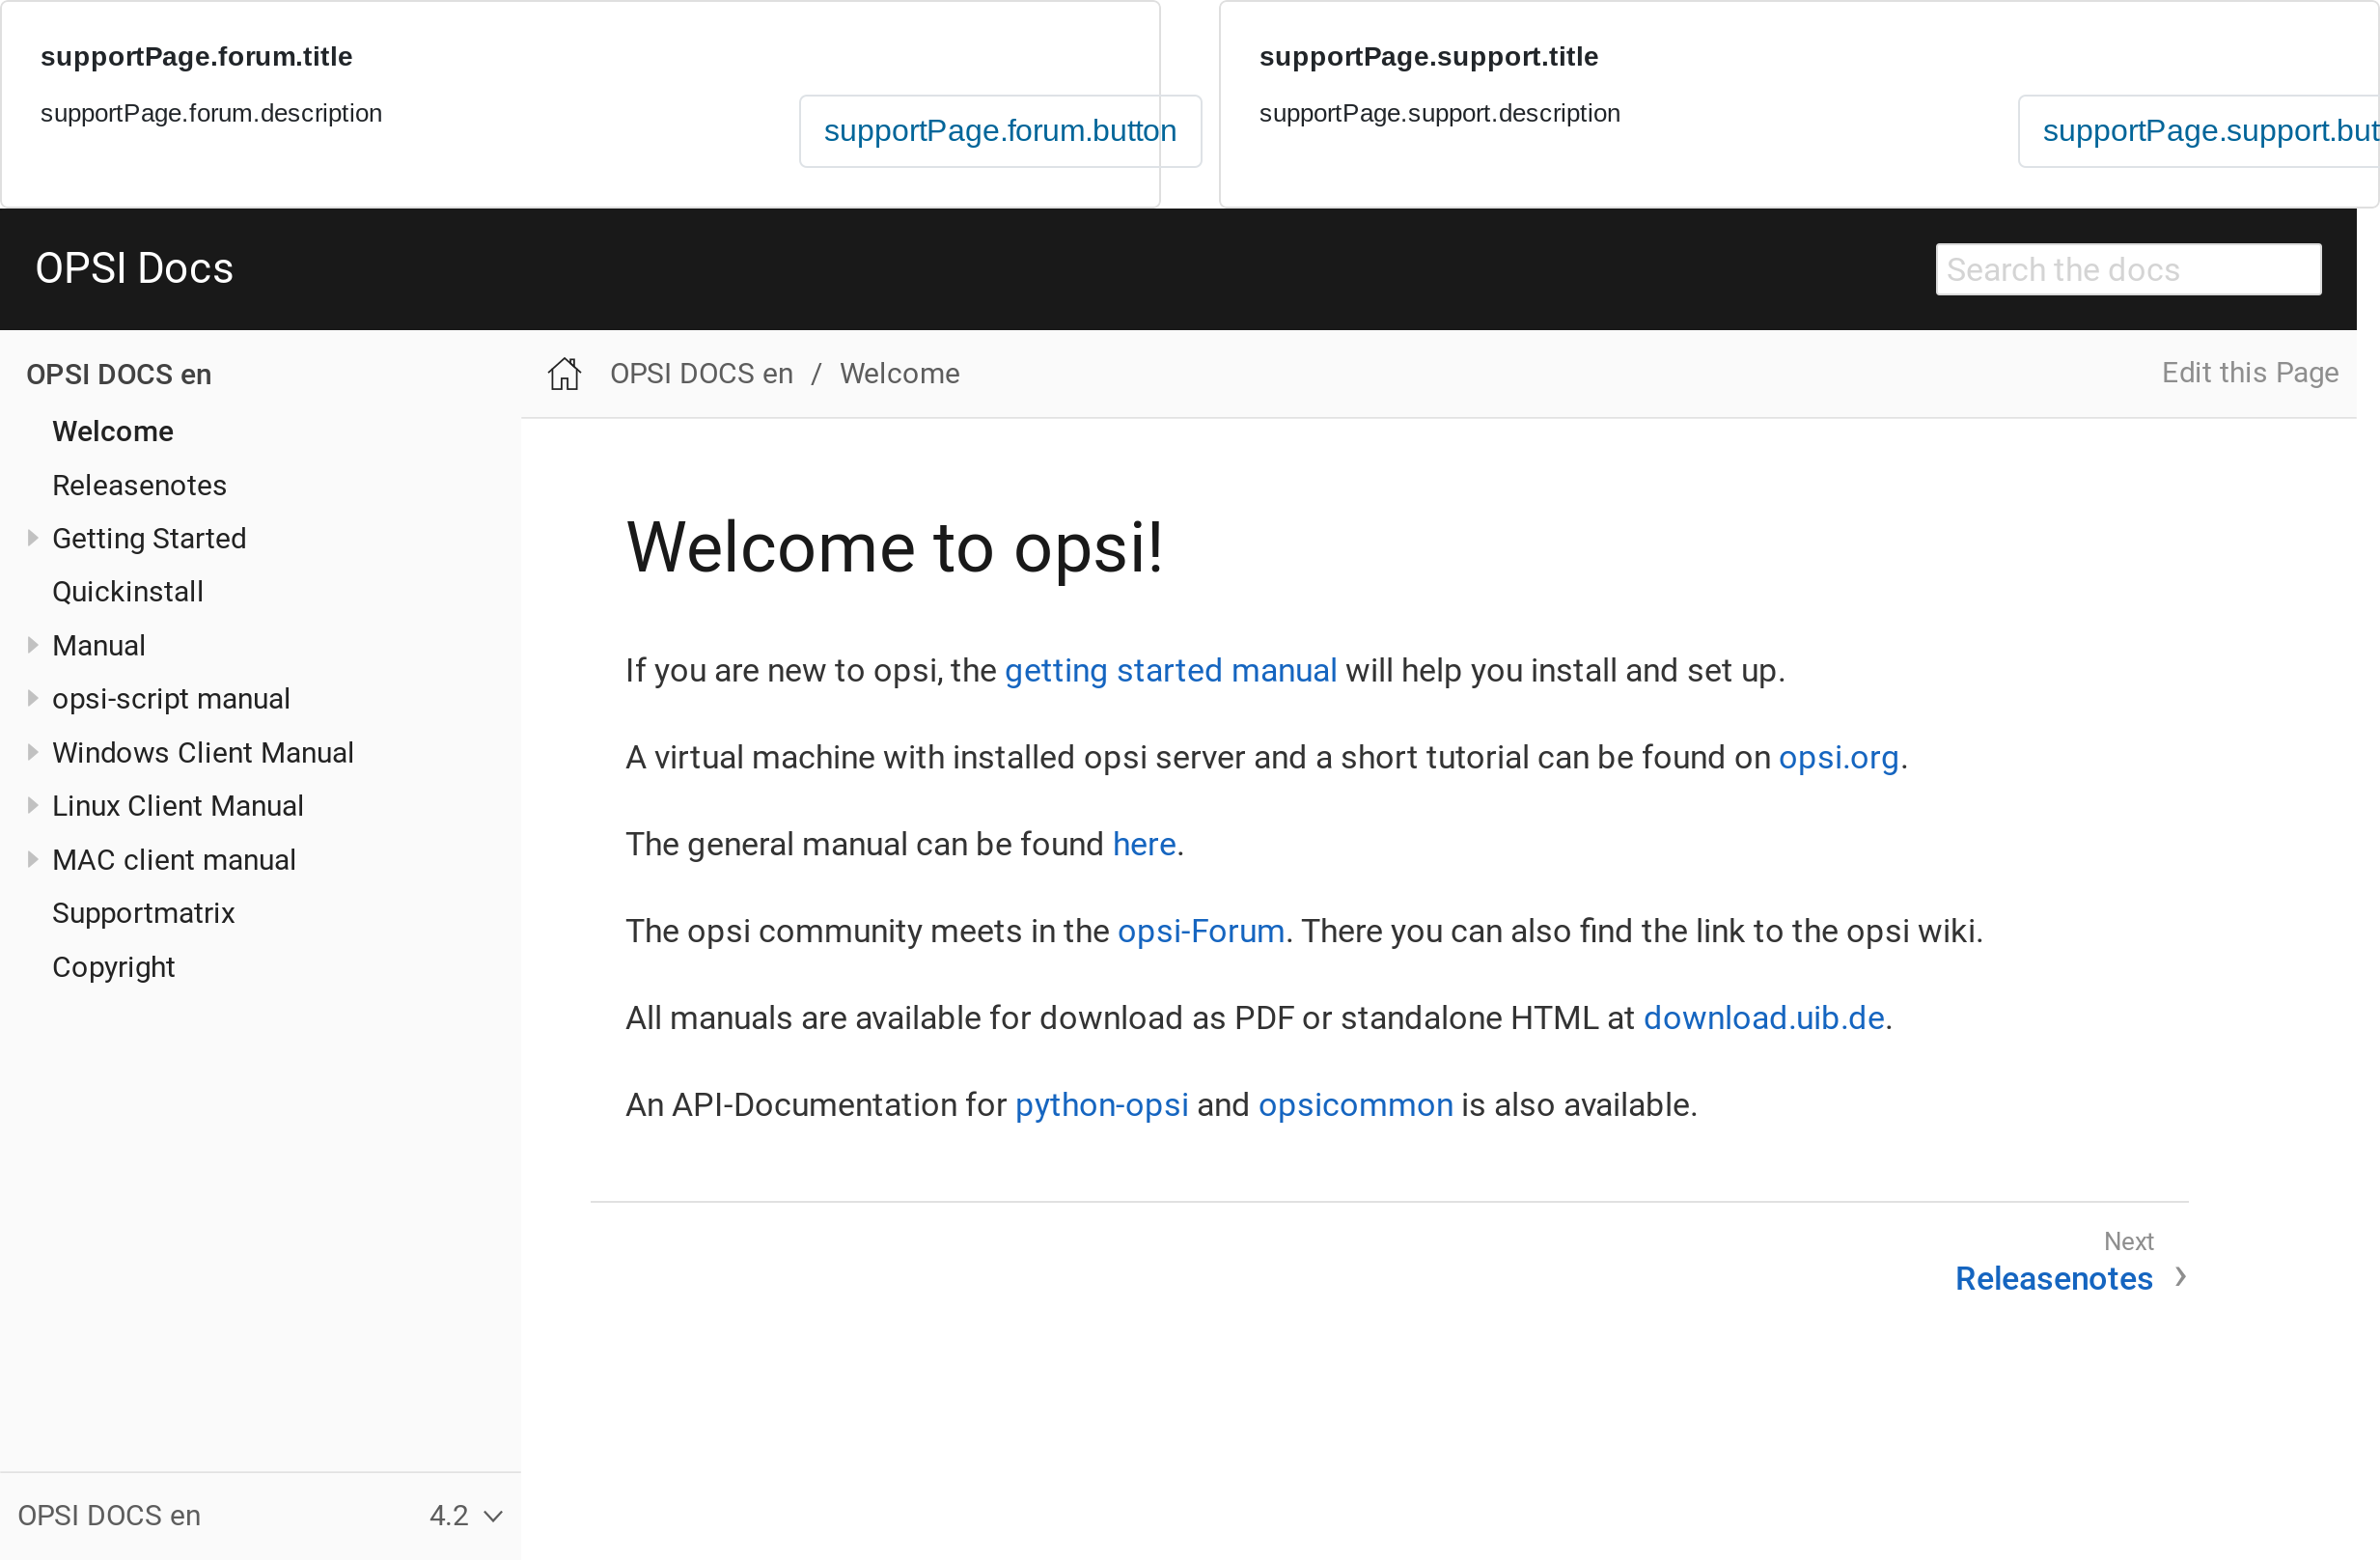 supportPage.forum.title
supportPage.forum.description
supportPage.forum.button
supportPage.support.title
supportPage.support.description
supportPage.support.but
OPSI Docs
Search the docs
OPSI DOCS en
Welcome
Releasenotes
Getting Started
Quickinstall
Manual
opsi-script manual
Windows Client Manual
Linux Client Manual
MAC client manual
Supportmatrix
Copyright
OPSI DOCS en 4.2
OPSI DOCS en / Welcome
Edit this Page
Welcome to opsi!
If you are new to opsi, the getting started manual will help you install and set up.
A virtual machine with installed opsi server and a short tutorial can be found on opsi.org.
The general manual can be found here.
The opsi community meets in the opsi-Forum. There you can also find the link to the opsi wiki.
All manuals are available for download as PDF or standalone HTML at download.uib.de.
An API-Documentation for python-opsi and opsicommon is also available.
Next
Releasenotes ›